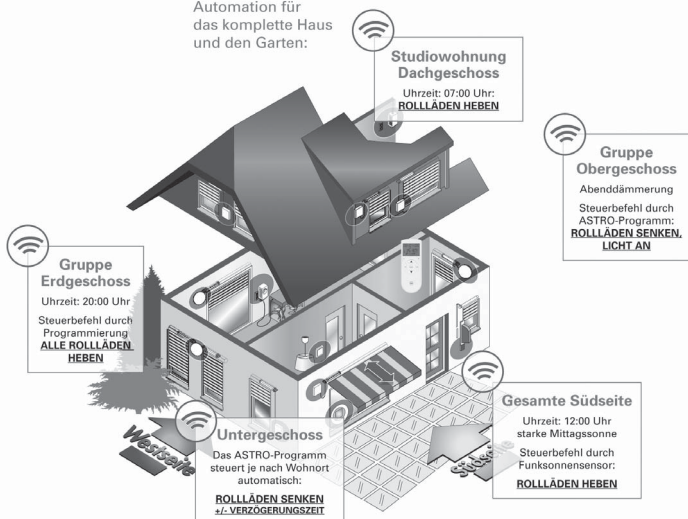 Automation für
das komplette Haus
und den Garten:
Studiowohnung
Dachgeschoss
Uhrzeit: 07:00 Uhr:
ROLLLÄDEN HEBEN
Gruppe
Obergeschoss
Abenddämmerung
Steuerbefehl durch
ASTRO-Programm:
ROLLLÄDEN SENKEN,
LICHT AN
Gruppe
Erdgeschoss
Uhrzeit: 20:00 Uhr
Steuerbefehl durch
Programmierung
ALLE ROLLLÄDEN
HEBEN
Gesamte Südseite
Uhrzeit: 12:00 Uhr
starke Mittagssonne
Steuerbefehl durch
Funksonnensensor:
ROLLLÄDEN HEBEN
Untergeschoss
Das ASTRO-Programm
steuert je nach Wohnort
automatisch:
ROLLLÄDEN SENKEN
+/- VERZÖGERUNGSZEIT
Westseite
Südseite